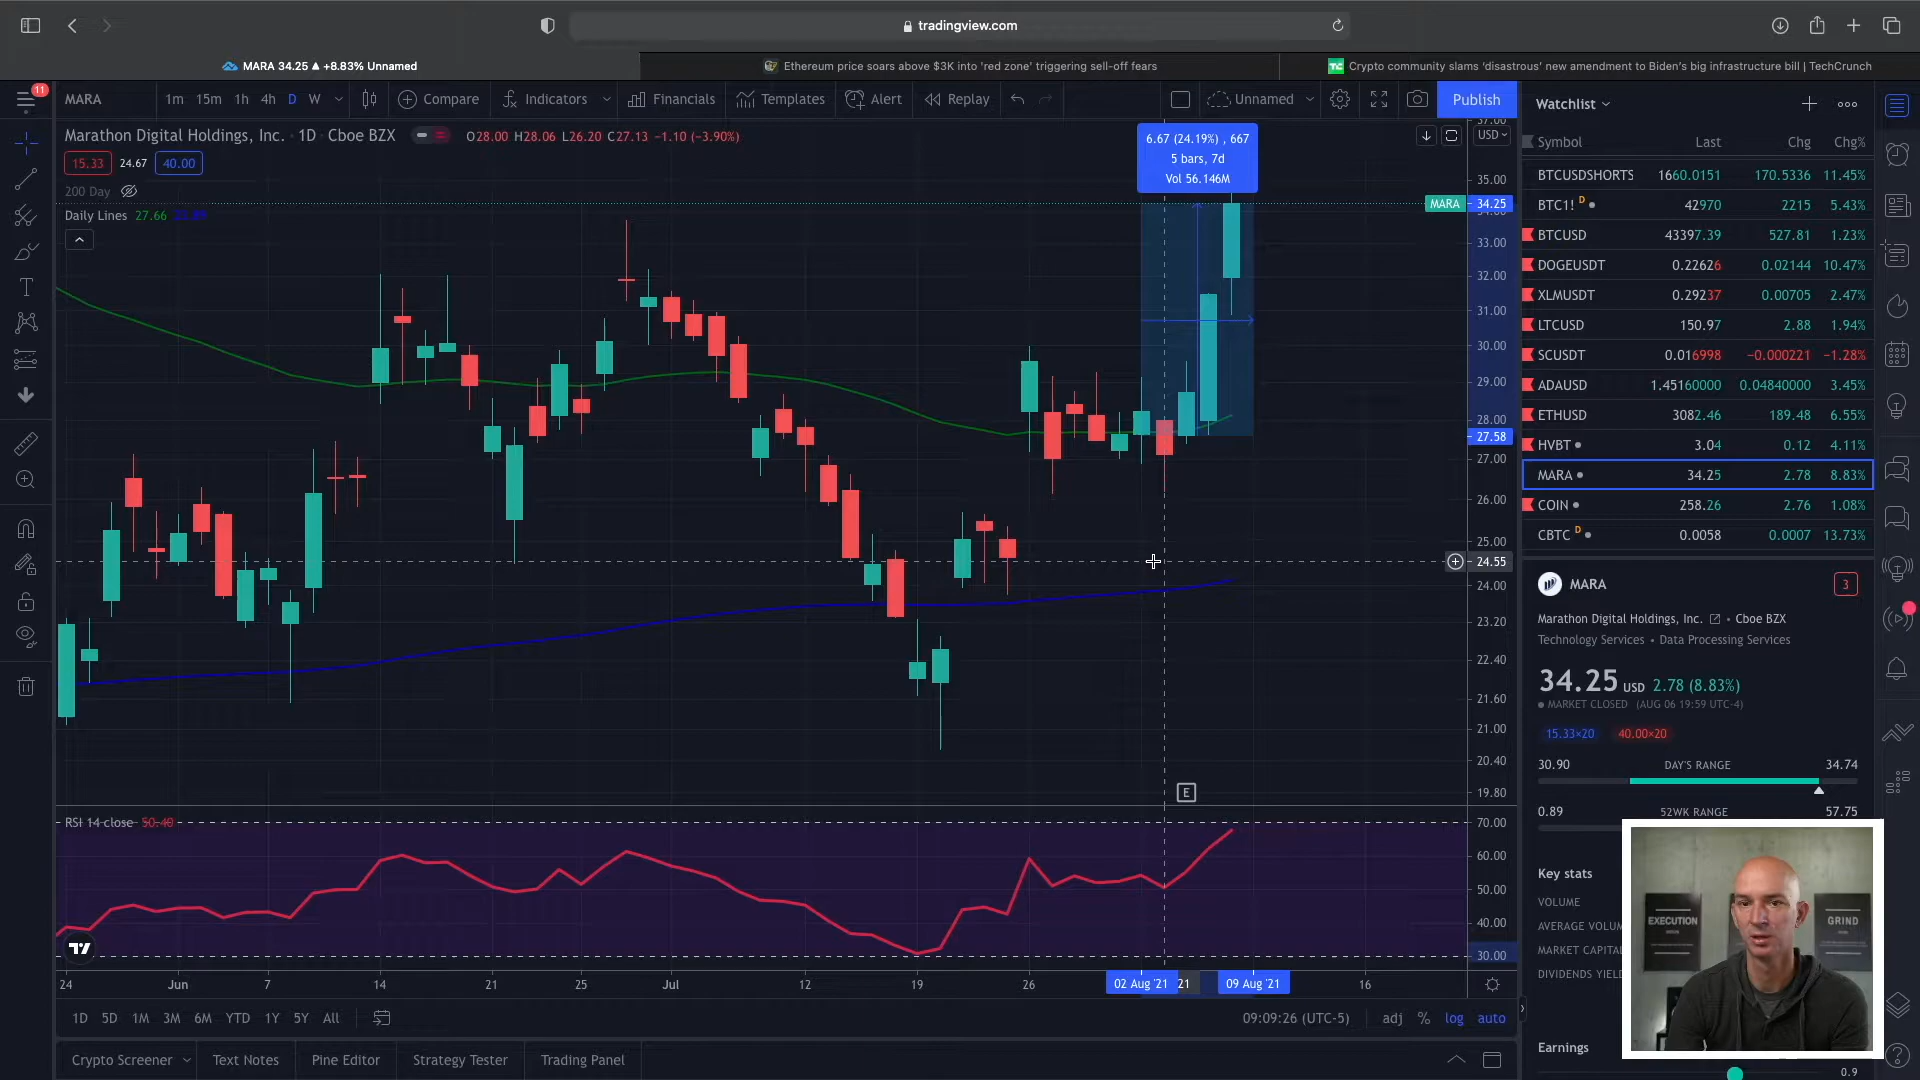 tradingview.com
MARA 34.25 ▲ +8.83% Unnamed
Ethereum price soars above $3K into 'red zone' triggering sell-off fears
Crypto community slams 'disastrous' new amendment to Biden's big infrastructure bill | TechCrunch
11
MARA
1m 15m 1h 4h D W
Compare
Indicators
Financials
Templates
Alert
Replay
Unnamed
Publish
Marathon Digital Holdings, Inc. · 1D · Cboe BZX
O28.00 H28.06 L26.20 C27.13 −1.10 (−3.90%)
15.33 24.67 40.00
200 Day
Daily Lines 27.66
6.67 (24.19%) , 667
5 bars, 7d
Vol 56.146M
USD
37.00
35.00
MARA 34.25
34.00
33.00
32.00
31.00
30.00
29.00
28.00
27.58
27.00
26.00
25.00
24.55
24.00
23.20
22.40
21.60
21.00
20.40
19.80
E
RSI 14 close 50.40
70.00
60.00
50.00
40.00
30.00
24 Jun 7 14 21 25 Jul 12 19 26 02 Aug '21 21 09 Aug '21 16
1D 5D 1M 3M 6M YTD 1Y 5Y All
09:09:26 (UTC-5) adj % log auto
Crypto Screener Text Notes Pine Editor Strategy Tester Trading Panel
Watchlist
Symbol Last Chg Chg%
BTCUSDSHORTS 1660.0151 170.5336 11.45%
BTC1! D 42970 2215 5.43%
BTCUSD 43397.39 527.81 1.23%
DOGEUSDT 0.22626 0.02144 10.47%
XLMUSDT 0.29237 0.00705 2.47%
LTCUSD 150.97 2.88 1.94%
SCUSDT 0.016998 −0.000221 −1.28%
ADAUSD 1.45160000 0.04840000 3.45%
ETHUSD 3082.46 189.48 6.55%
HVBT 3.04 0.12 4.11%
MARA 34.25 2.78 8.83%
COIN 258.26 2.76 1.08%
CBTC D 0.0058 0.0007 13.73%
MARA
3
Marathon Digital Holdings, Inc. • Cboe BZX
Technology Services • Data Processing Services
34.25 USD 2.78 (8.83%)
MARKET CLOSED (AUG 06 19:59 UTC-4)
15.33×20 40.00×20
30.90 DAY'S RANGE 34.74
0.89 52WK RANGE 57.75
Key stats
VOLUME
AVERAGE VOLUM
MARKET CAPITAL
DIVIDENDS YIELD
Earnings
0.9
EXECUTION
GRIND